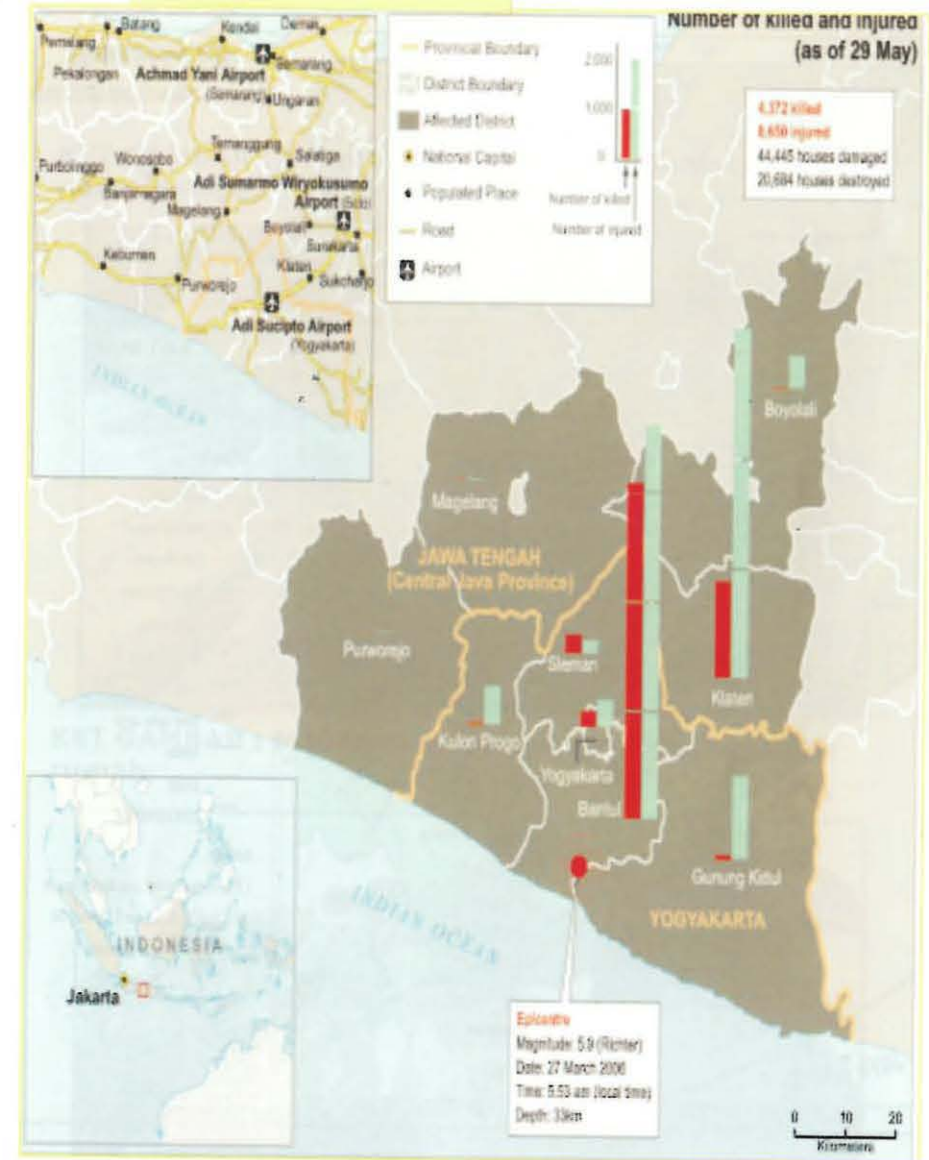 Number of killed and injured
(as of 29 May)
4,372 killed
8,650 injured
44,445 houses damaged
20,684 houses destroyed
Provincial Boundary
District Boundary
Affected District
National Capital
Populated Place
Road
Airport
2,000
1,000
0
Number of killed
Number of injured
Batang
Kendal
Demak
Pemalang
Semarang
Pekalongan
Achmad Yani Airport
(Semarang)
Ungaran
Temanggung
Wonosobo
Salatiga
Purbolinggo
Banjarnegara
Adi Sumarmo Wiryokusumo
Airport (Solo)
Magelang
Boyolali
Surakarta
Kebumen
Klaten
Sukoharjo
Purworejo
Adi Sucipto Airport
(Yogyakarta)
INDIAN OCEAN
Boyolali
Magelang
JAWA TENGAH
(Central Java Province)
Purworejo
Sleman
Klaten
Kulon Progo
Yogyakarta
Bantul
Gunung Kidul
YOGYAKARTA
INDIAN OCEAN
INDONESIA
Jakarta
Epicentre
Magnitude: 5.9 (Richter)
Date: 27 March 2006
Time: 5.53 am (local time)
Depth: 33km
0 10 20
Kilometers